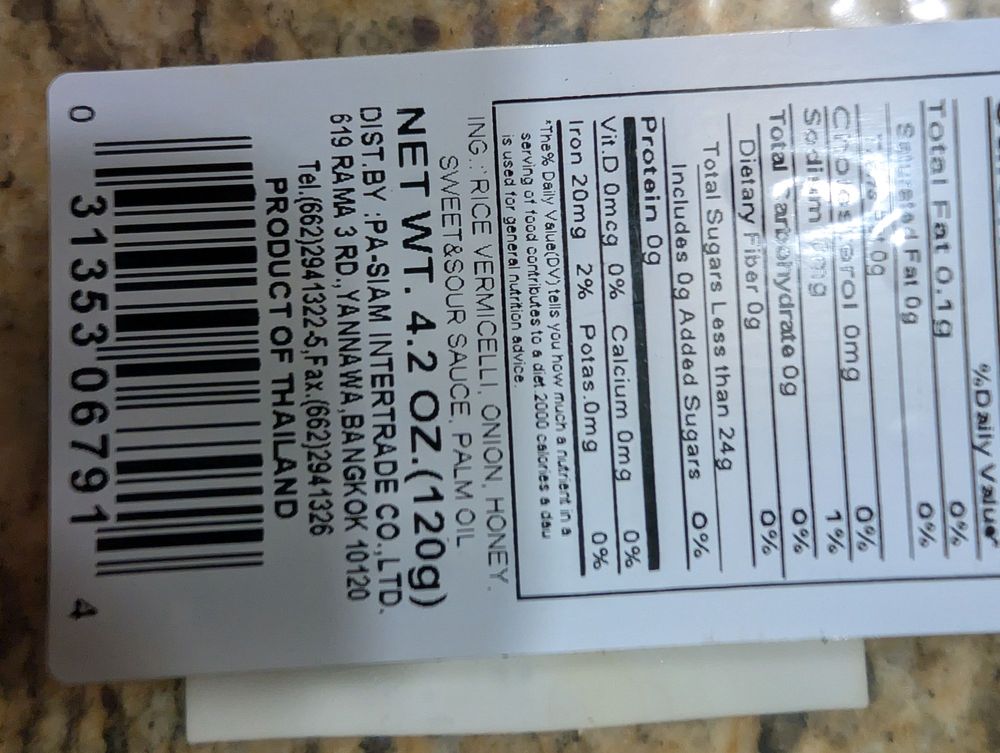 %Daily Value*
Total Fat 0.1g 0%
Saturated Fat 0g 0%
0g
Cholesterol 0mg 0%
Sodium 1%
Total Carbohydrate 0g 0%
Dietary Fiber 0g 0%
Total Sugars Less than 24g
Includes 0g Added Sugars 0%
Protein 0g
Vit.D 0mcg 0% Calcium 0mg 0%
Iron 20mg 2% Potas.0mg 0%
*The% Daily Value(DV) tells you how much a nutrient in a
serving of food contributes to a diet. 2000 calories a dau
is used for general nutrition advice.
ING.:RICE VERMICELLI, ONION, HONEY.
SWEET&SOUR SAUCE, PALM OIL
NET WT. 4.2 OZ.(120g)
DIST.BY :PA-SIAM INTERTRADE CO.,LTD.
619 RAMA 3 RD.,YANNAWA,BANGKOK 10120
Tel.(662)2941322-5,Fax.(662)2941326
PRODUCT OF THAILAND
0 31353 06791 4